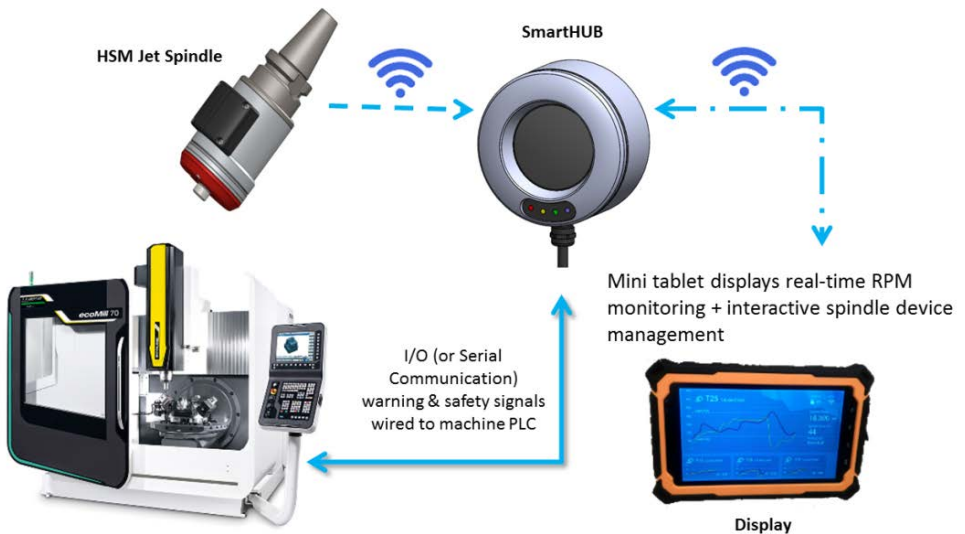 SmartHUB
HSM Jet Spindle
Mini tablet displays real-time RPM
monitoring + interactive spindle device
management
ecoMill 70
I/O (or Serial
Communication)
warning & safety signals
wired to machine PLC
T25
Display